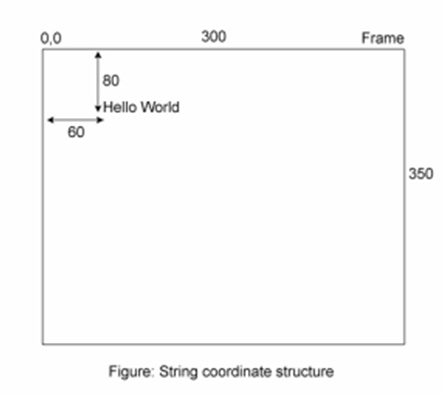 0,0 300 Frame
80
Hello World
60
350
Figure: String coordinate structure